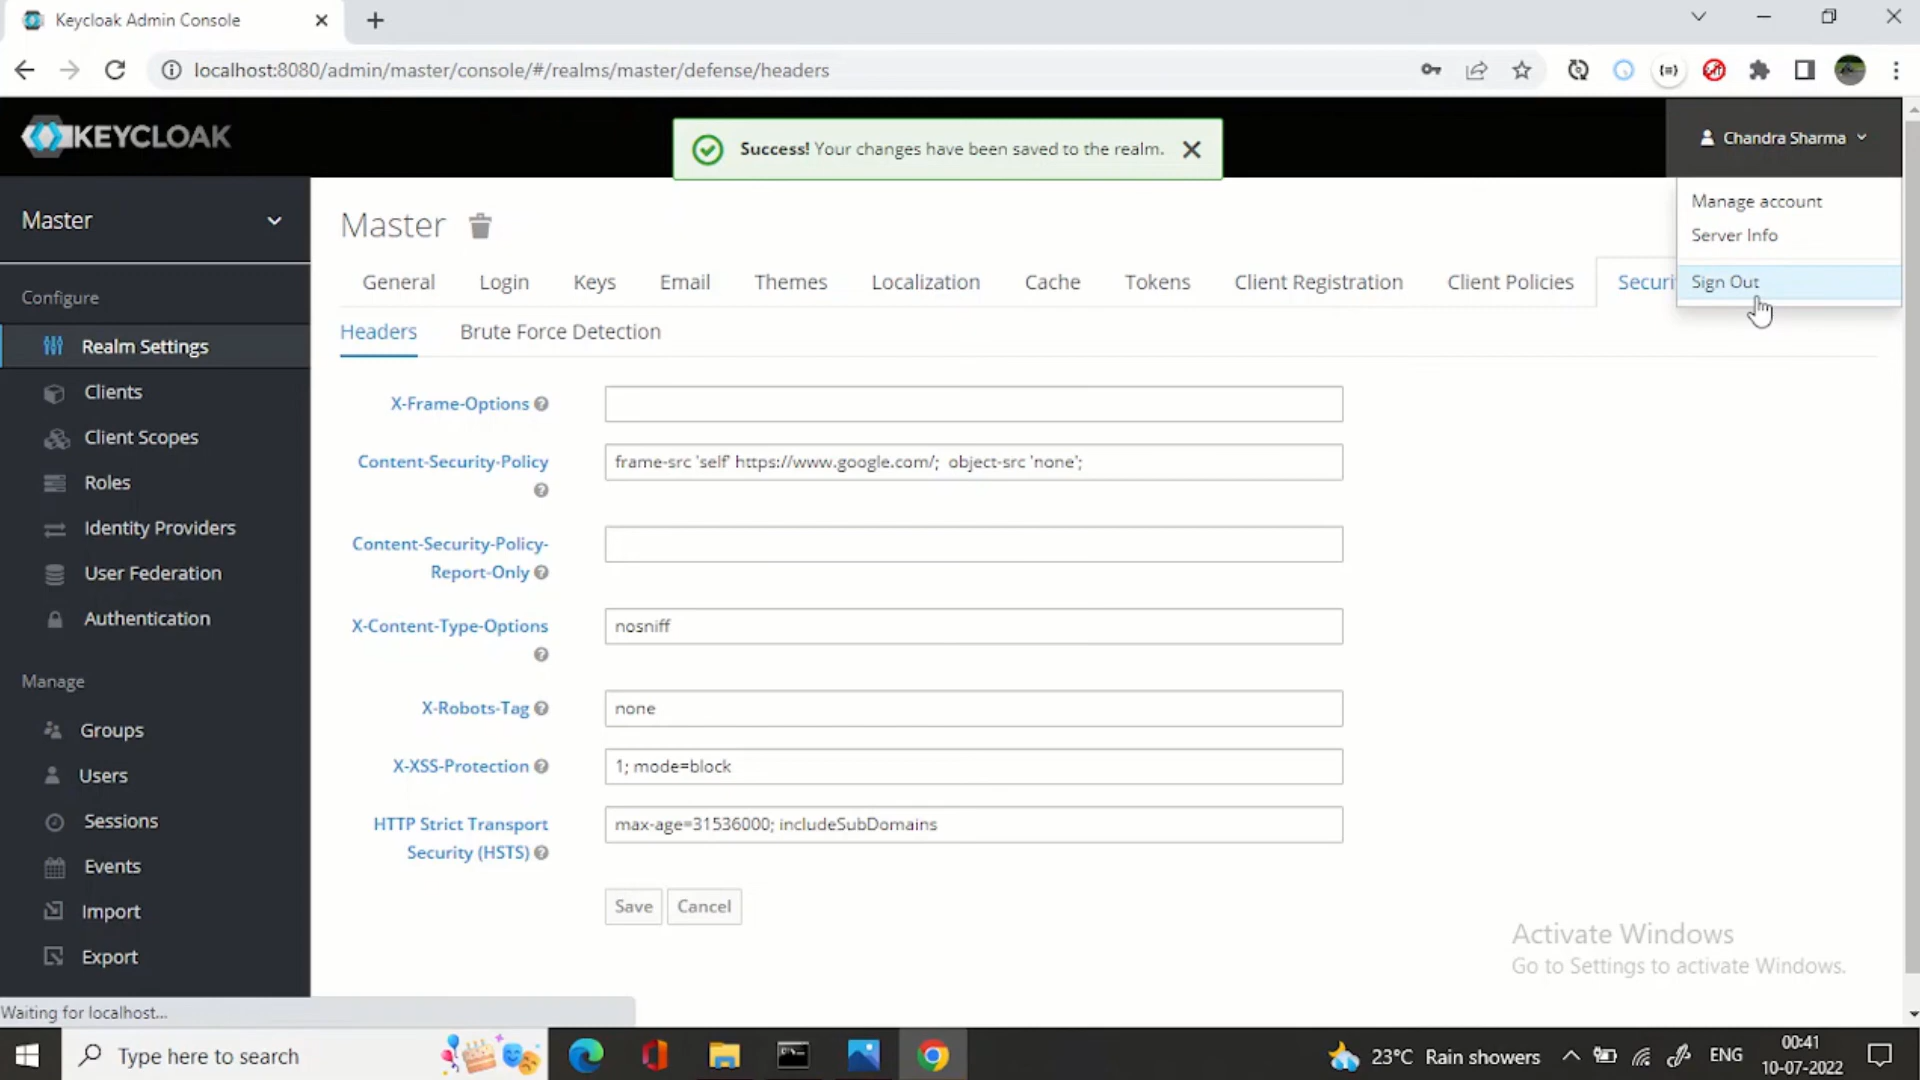 Keycloak Admin Console
localhost:8080/admin/master/console/#/realms/master/defense/headers
KEYCLOAK
Success! Your changes have been saved to the realm.
Chandra Sharma
Manage account
Server Info
Sign Out
Master
Configure
Realm Settings
Clients
Client Scopes
Roles
Identity Providers
User Federation
Authentication
Manage
Groups
Users
Sessions
Events
Import
Export
Master
General Login Keys Email Themes Localization Cache Tokens Client Registration Client Policies Securi
Headers Brute Force Detection
X-Frame-Options
Content-Security-Policy frame-src 'self' https://www.google.com/; object-src 'none';
Content-Security-Policy-
Report-Only
X-Content-Type-Options nosniff
X-Robots-Tag none
X-XSS-Protection 1; mode=block
HTTP Strict Transport max-age=31536000; includeSubDomains
Security (HSTS)
Save Cancel
Activate Windows
Go to Settings to activate Windows.
Waiting for localhost...
Type here to search
23°C Rain showers
ENG
00:41
10-07-2022